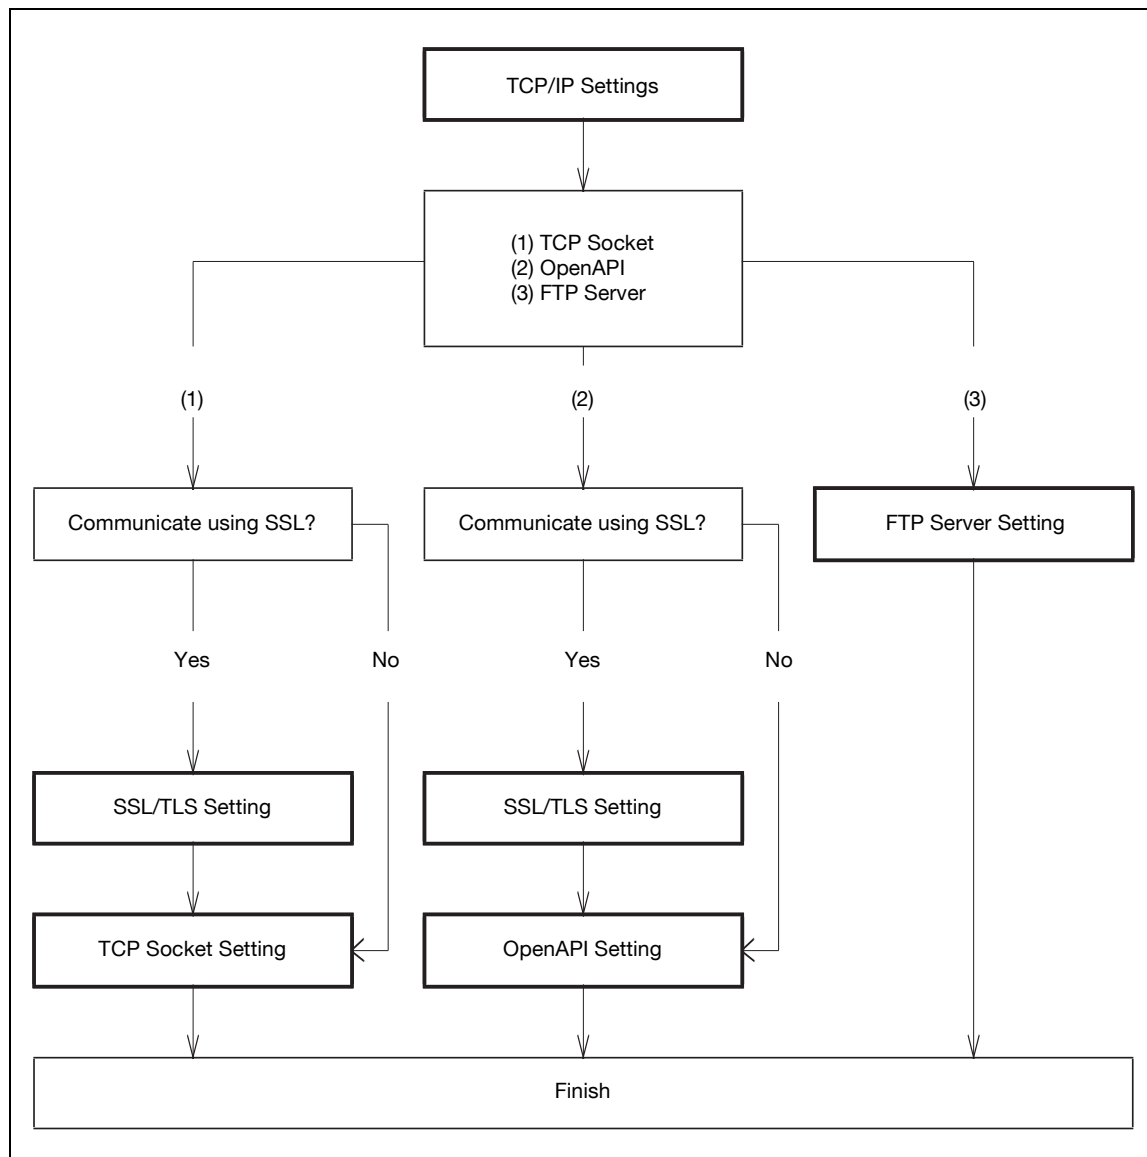 TCP/IP Settings
(1) TCP Socket
(2) OpenAPI
(3) FTP Server
(1)
(2)
(3)
Communicate using SSL?
Communicate using SSL?
FTP Server Setting
Yes
No
Yes
No
SSL/TLS Setting
SSL/TLS Setting
TCP Socket Setting
OpenAPI Setting
Finish